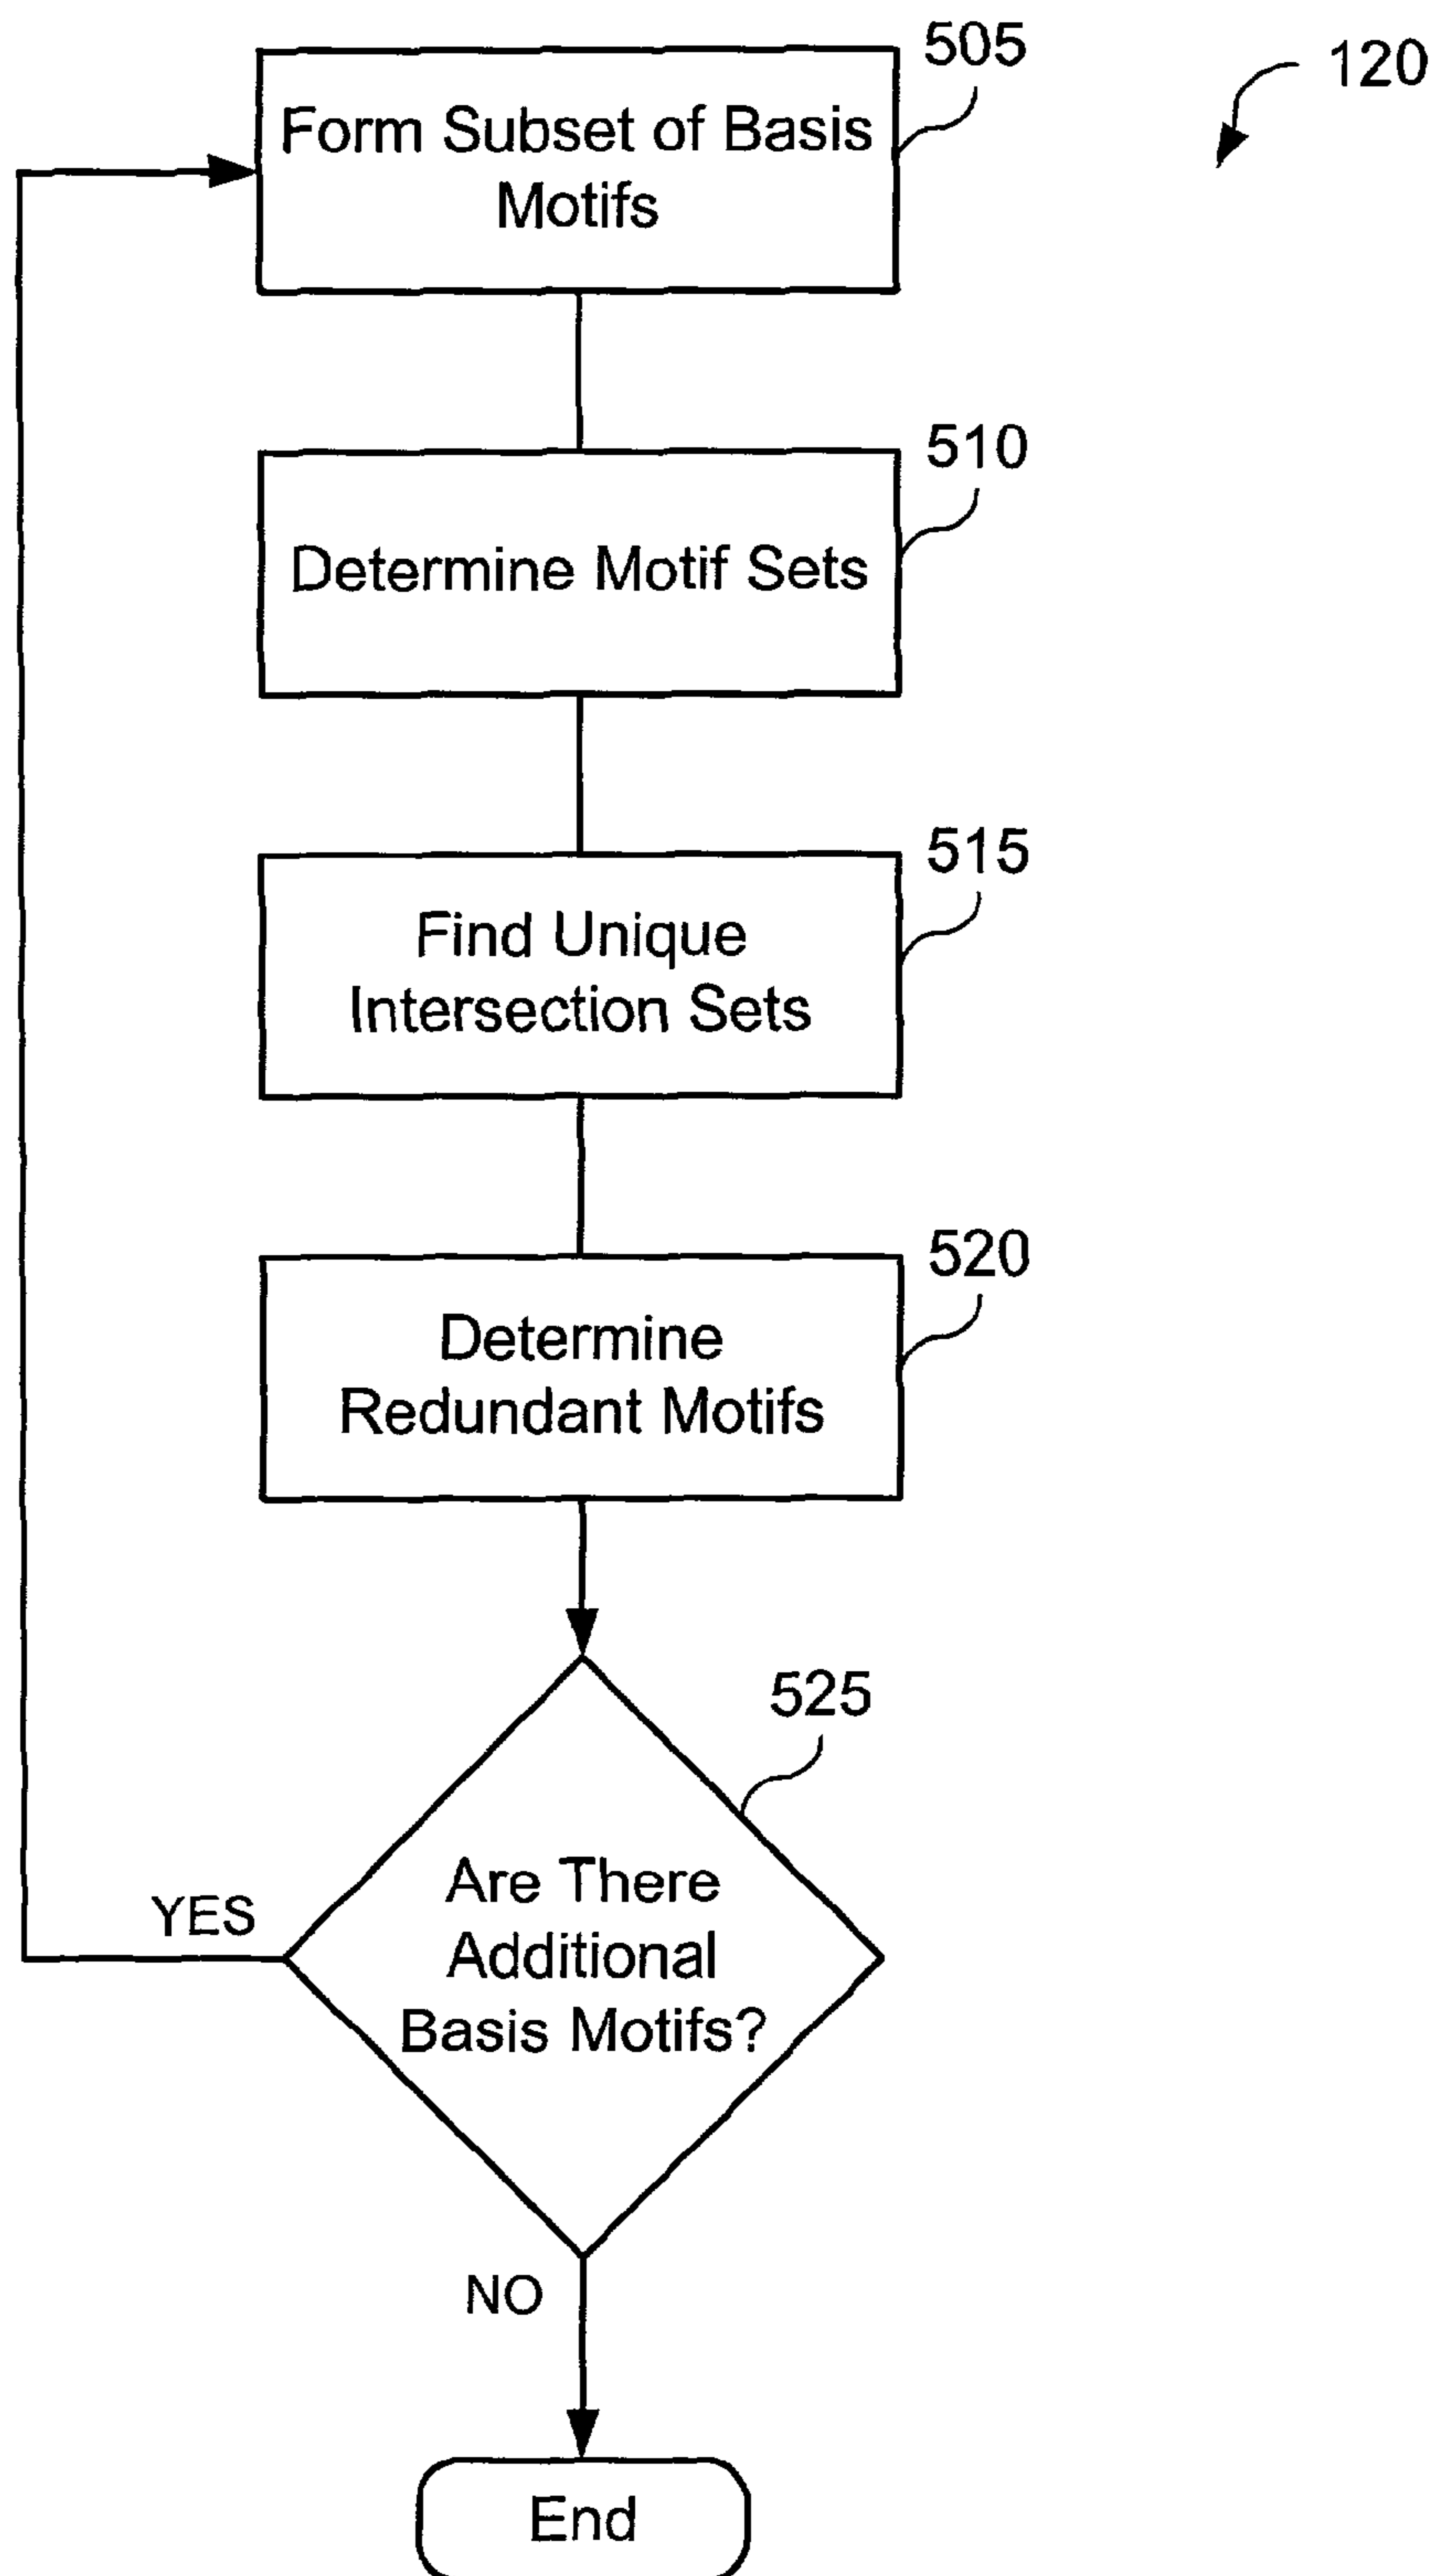 505
120
Form Subset of Basis
Motifs
510
Determine Motif Sets
515
Find Unique
Intersection Sets
520
Determine
Redundant Motifs
525
Are There
Additional
Basis Motifs?
YES
NO
End